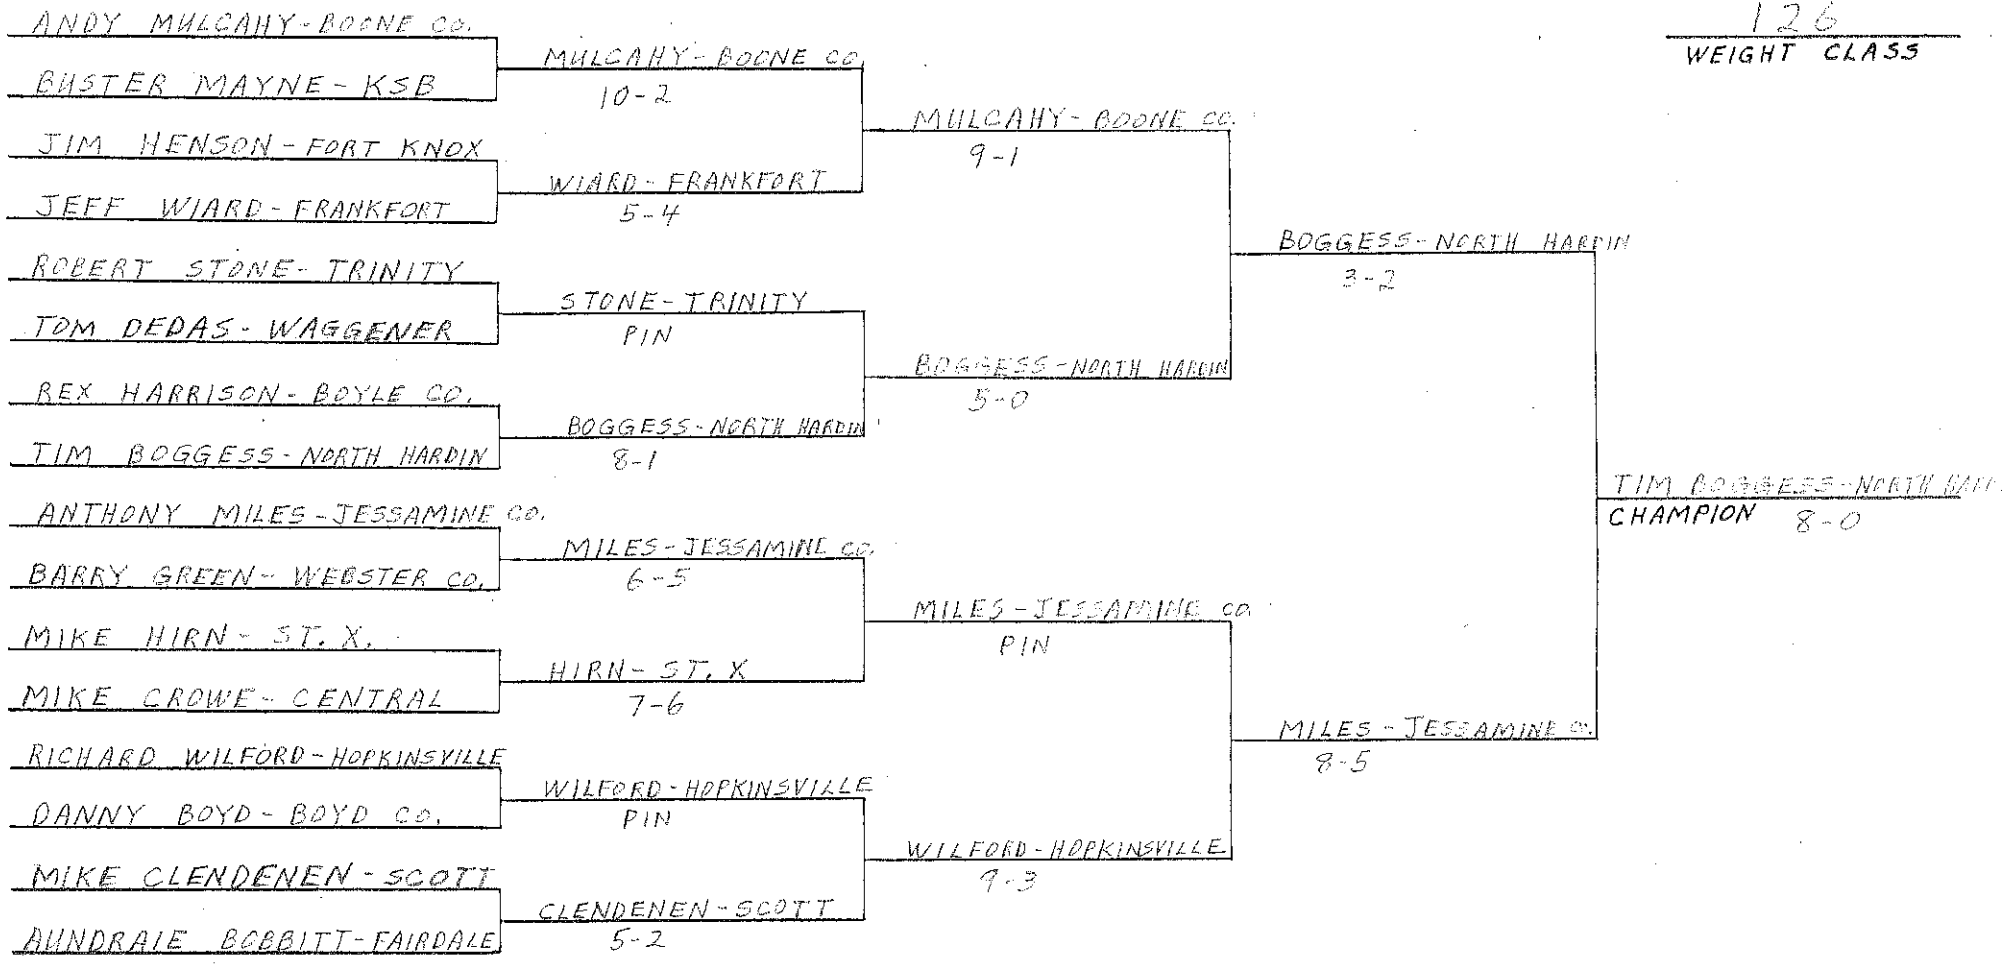 126
WEIGHT CLASS
ANDY MULCAHY-BOONE CO.
BUSTER MAYNE-KSB
JIM HENSON-FORT KNOX
JEFF WIARD-FRANKFORT
ROBERT STONE-TRINITY
TOM DEDAS-WAGGENER
REX HARRISON-BOYLE CO.
TIM BOGGESS-NORTH HARDIN
ANTHONY MILES-JESSAMINE CO.
BARRY GREEN-WEBSTER CO.
MIKE HIRN-ST. X.
MIKE CROWE-CENTRAL
RICHARD WILFORD-HOPKINSVILLE
DANNY BOYD-BOYD CO.
MIKE CLENDENEN-SCOTT
AUNDRAIE BOBBITT-FAIRDALE
MULCAHY-BOONE CO.
10-2
WIARD-FRANKFORT
5-4
STONE-TRINITY
PIN
BOGGESS-NORTH HARDIN
8-1
MILES-JESSAMINE CO.
6-5
HIRN-ST. X
7-6
WILFORD-HOPKINSVILLE
PIN
CLENDENEN-SCOTT
5-2
MULCAHY-BOONE CO.
9-1
BOGGESS-NORTH HARDIN
5-0
MILES-JESSAMINE CO.
PIN
WILFORD-HOPKINSVILLE
9-3
BOGGESS-NORTH HARDIN
3-2
MILES-JESSAMINE CO.
8-5
TIM BOGGESS-NORTH
CHAMPION 8-0